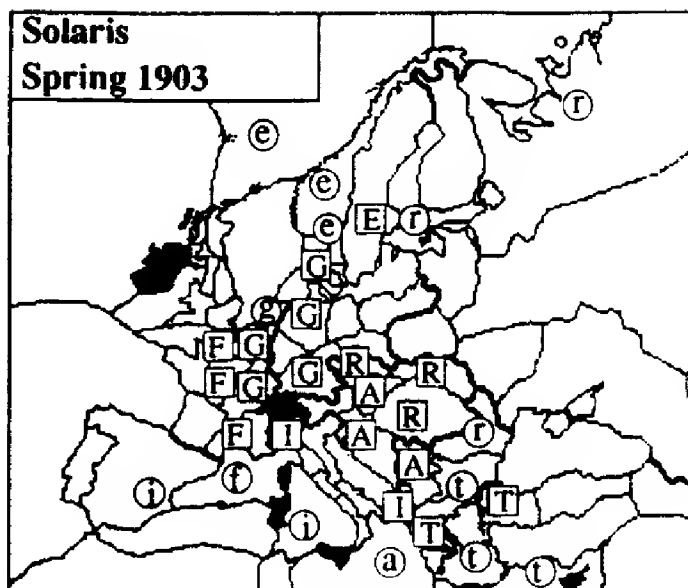 Solaris
Spring 1903
r
e
e
E r
e
G
g G
F G
G R R
F G A
R
F I A r
A
i f t T
I
i T
a t t